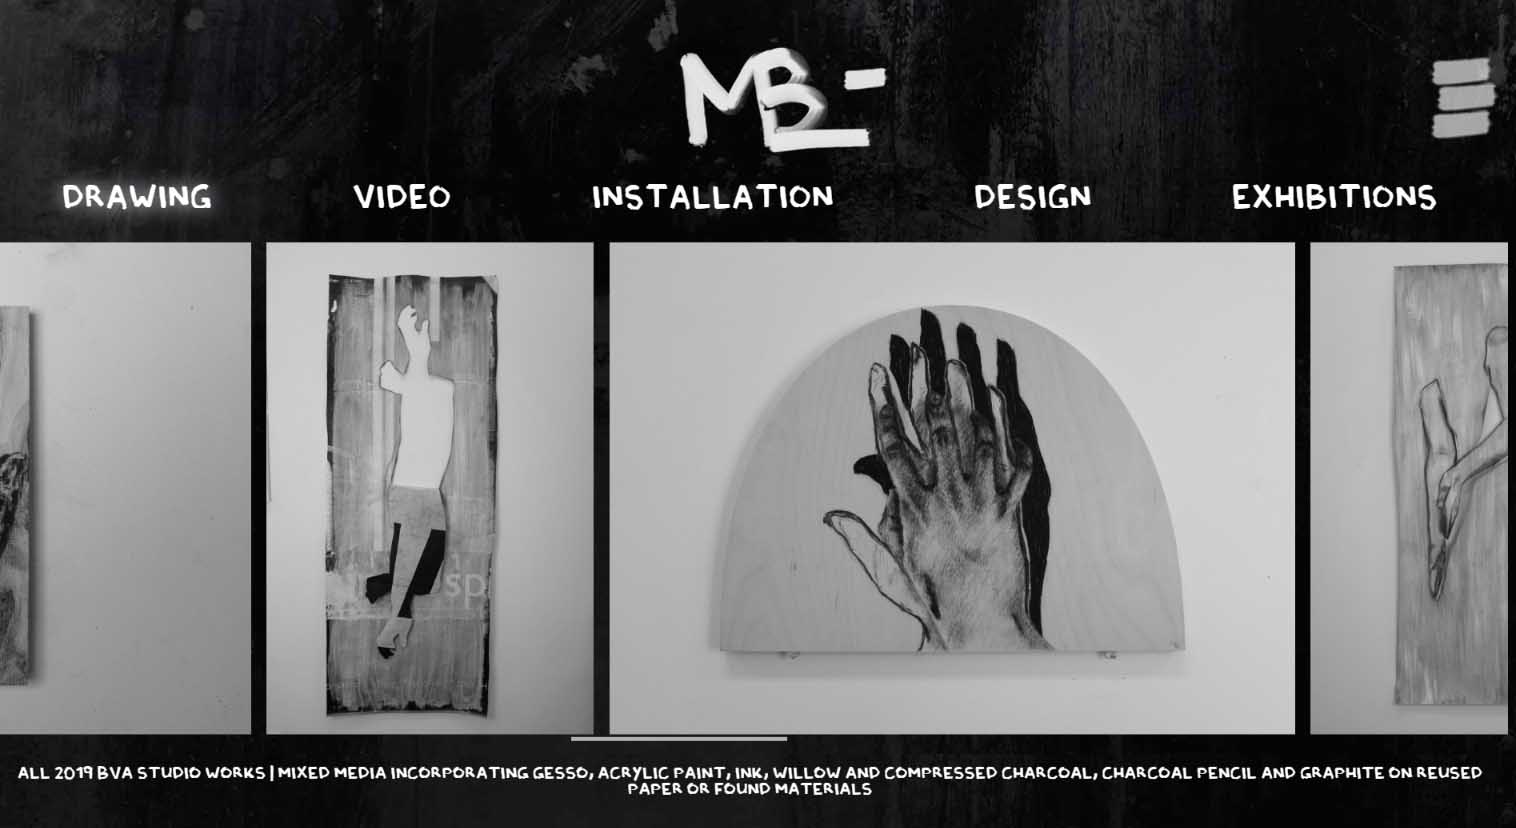 MB
DRAWING VIDEO INSTALLATION DESIGN EXHIBITIONS
sp
ALL 2019 BVA STUDIO WORKS | MIXED MEDIA INCORPORATING GESSO, ACRYLIC PAINT, INK, WILLOW AND COMPRESSED CHARCOAL, CHARCOAL PENCIL AND GRAPHITE ON REUSED
PAPER OR FOUND MATERIALS